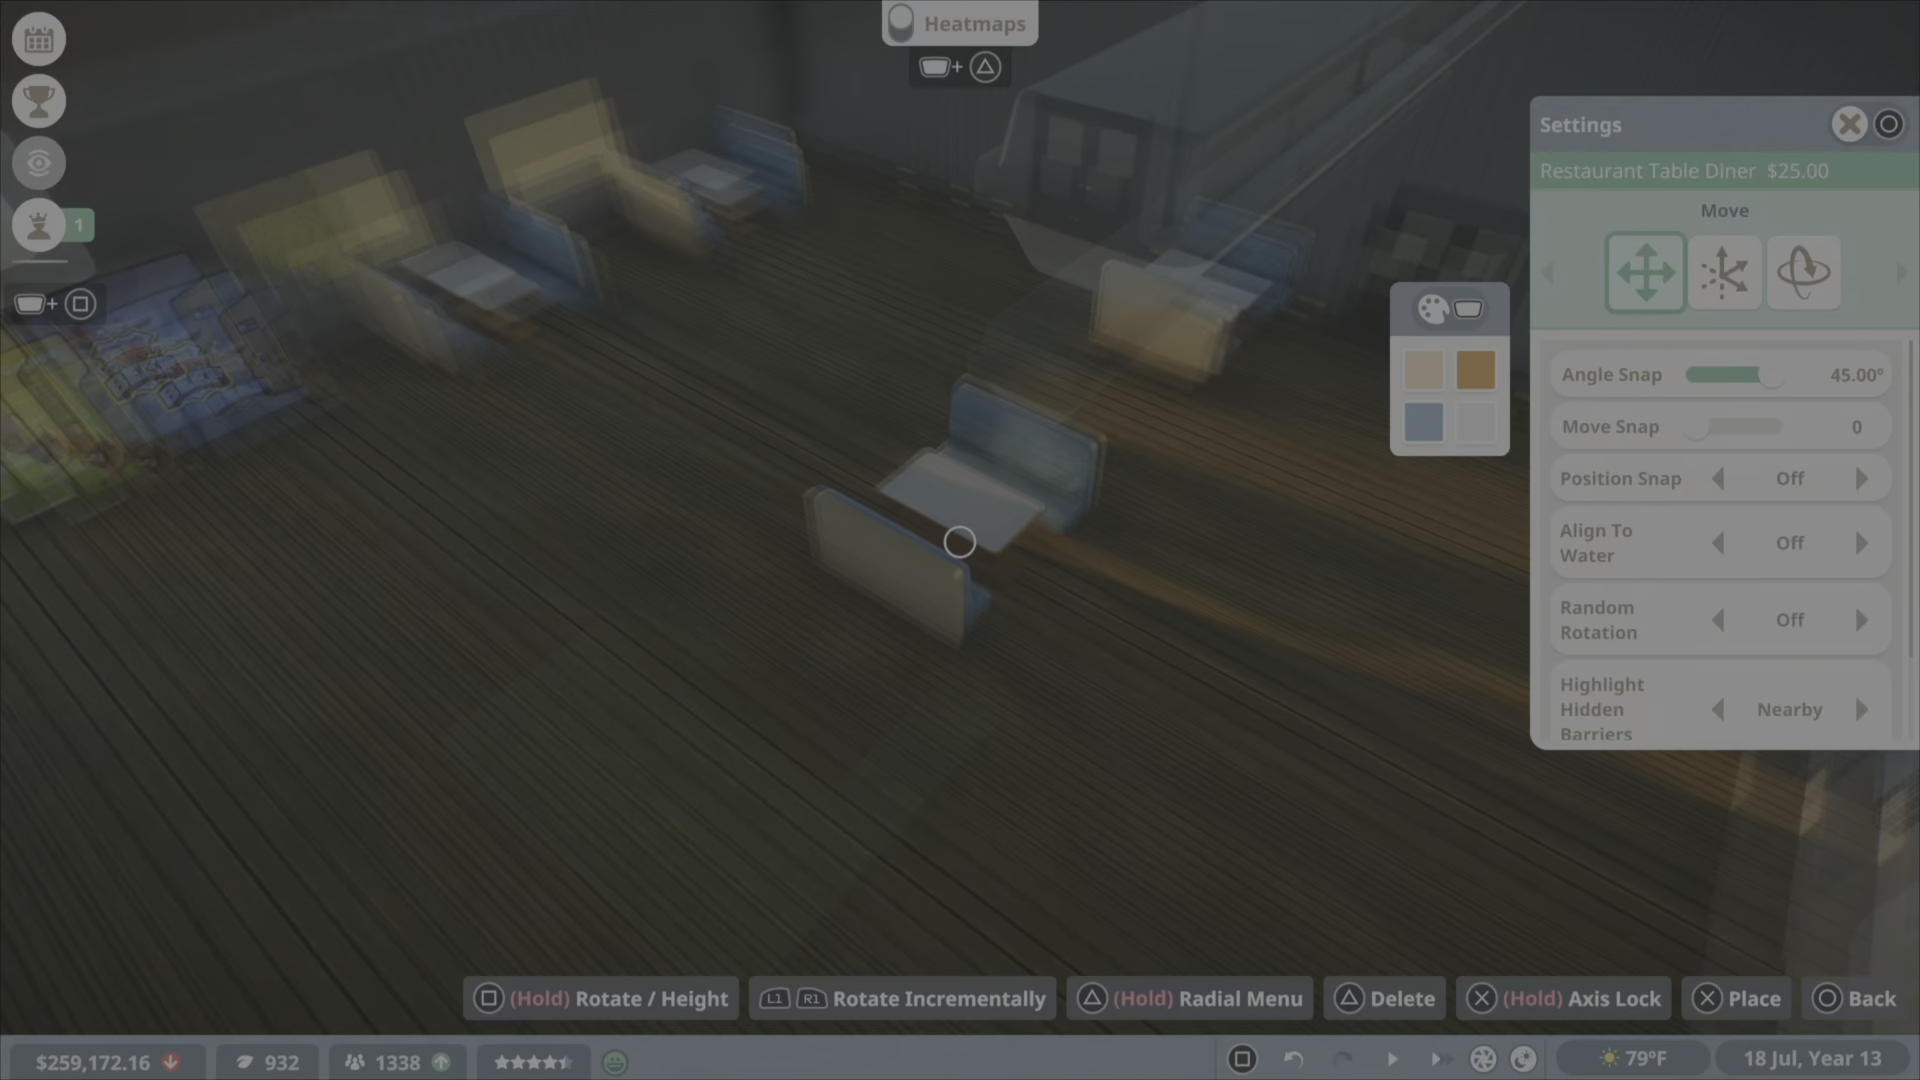 Heatmaps
+
1
+
Settings
Restaurant Table Diner $25.00
Move
Angle Snap 45.00º
Move Snap 0
Position Snap Off
Align To
Water
Off
Random
Rotation
Off
Highlight
Hidden
Barriers
Nearby
(Hold) Rotate / Height
L1 R1 Rotate Incrementally
(Hold) Radial Menu
Delete
(Hold) Axis Lock
Place
Back
$259,172.16
932
1338
79ºF
18 Jul, Year 13